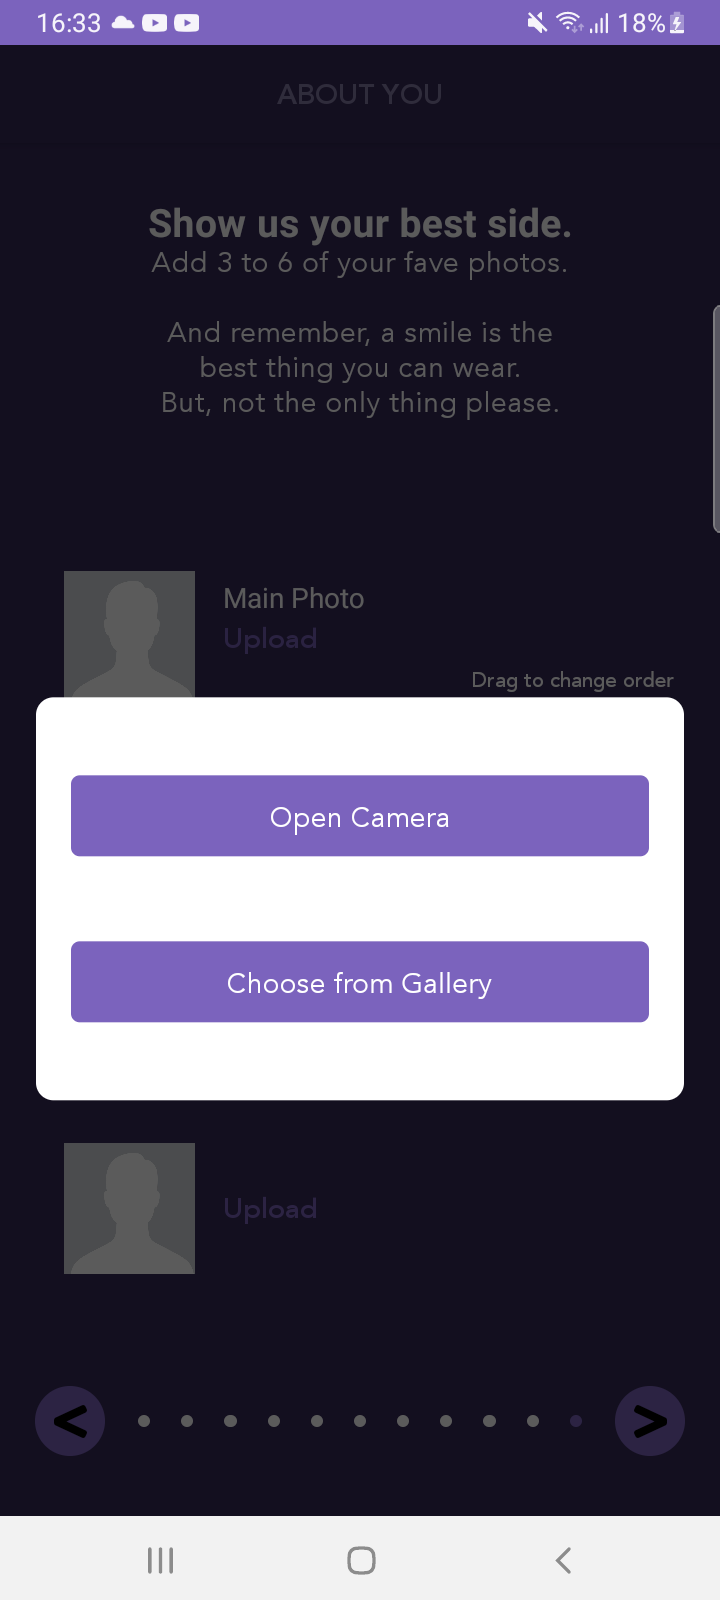 16:33
18%
ABOUT YOU
Show us your best side.
Add 3 to 6 of your fave photos.
And remember, a smile is the
best thing you can wear.
But, not the only thing please.
Main Photo
Upload
Drag to change order
Open Camera
Choose from Gallery
Upload
< >